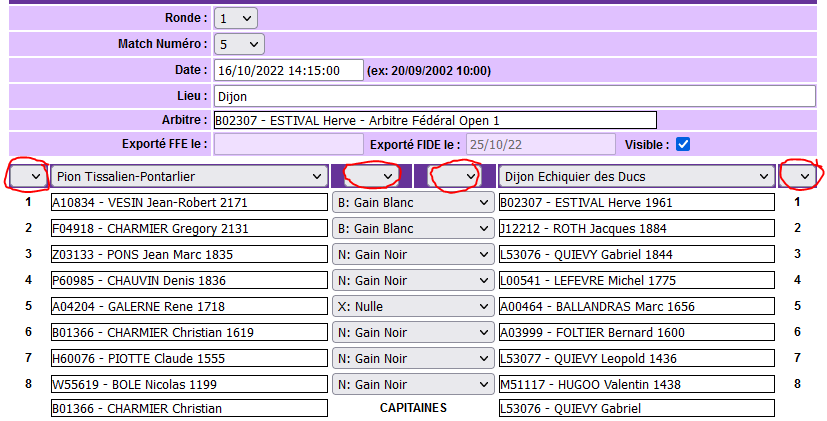 Ronde : 1
Match Numéro : 5
Date : 16/10/2022 14:15:00 (ex: 20/09/2002 10:00)
Lieu : Dijon
Arbitre : B02307 - ESTIVAL Herve - Arbitre Fédéral Open 1
Exporté FFE le : Exporté FIDE le : 25/10/22 Visible :
Pion Tissalien-Pontarlier Dijon Echiquier des Ducs
1 A10834 - VESIN Jean-Robert 2171 B: Gain Blanc B02307 - ESTIVAL Herve 1961 1
2 F04918 - CHARMIER Gregory 2131 B: Gain Blanc J12212 - ROTH Jacques 1884 2
3 Z03133 - PONS Jean Marc 1835 N: Gain Noir L53076 - QUIEVY Gabriel 1844 3
4 P60985 - CHAUVIN Denis 1836 N: Gain Noir L00541 - LEFEVRE Michel 1775 4
5 A04204 - GALERNE Rene 1718 X: Nulle A00464 - BALLANDRAS Marc 1656 5
6 B01366 - CHARMIER Christian 1619 N: Gain Noir A03999 - FOLTIER Bernard 1600 6
7 H60076 - PIOTTE Claude 1555 N: Gain Noir L53077 - QUIEVY Leopold 1436 7
8 W55619 - BOLE Nicolas 1199 N: Gain Noir M51117 - HUGOO Valentin 1438 8
B01366 - CHARMIER Christian CAPITAINES L53076 - QUIEVY Gabriel